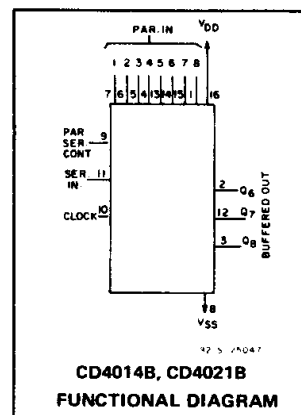 PAR. IN
VDD
1 2 3 4 5 6 7 8
7 6 5 4 13 14 15 1 16
PAR
SER.
CONT
9
SER.
IN.
11
CLOCK
10
2 Q6
12 Q7
3 Q8
BUFFERED OUT
8
VSS
CD4014B, CD4021B
FUNCTIONAL DIAGRAM